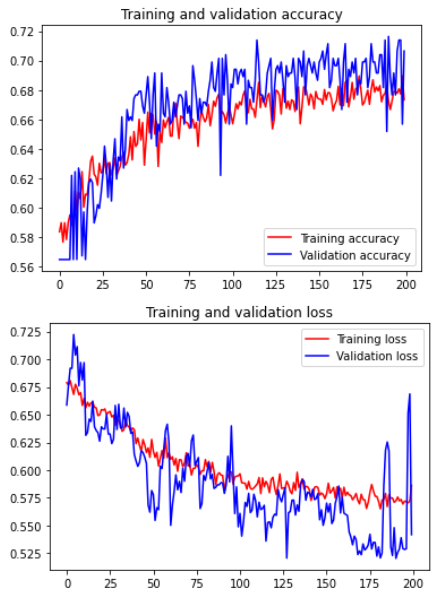 Training and validation accuracy
0.72
0.70
0.68
0.66
0.64
0.62
0.60
0.58
0.56
Training accuracy
Validation accuracy
0 25 50 75 100 125 150 175 200
Training and validation loss
0.725
0.700
0.675
0.650
0.625
0.600
0.575
0.550
0.525
Training loss
Validation loss
0 25 50 75 100 125 150 175 200